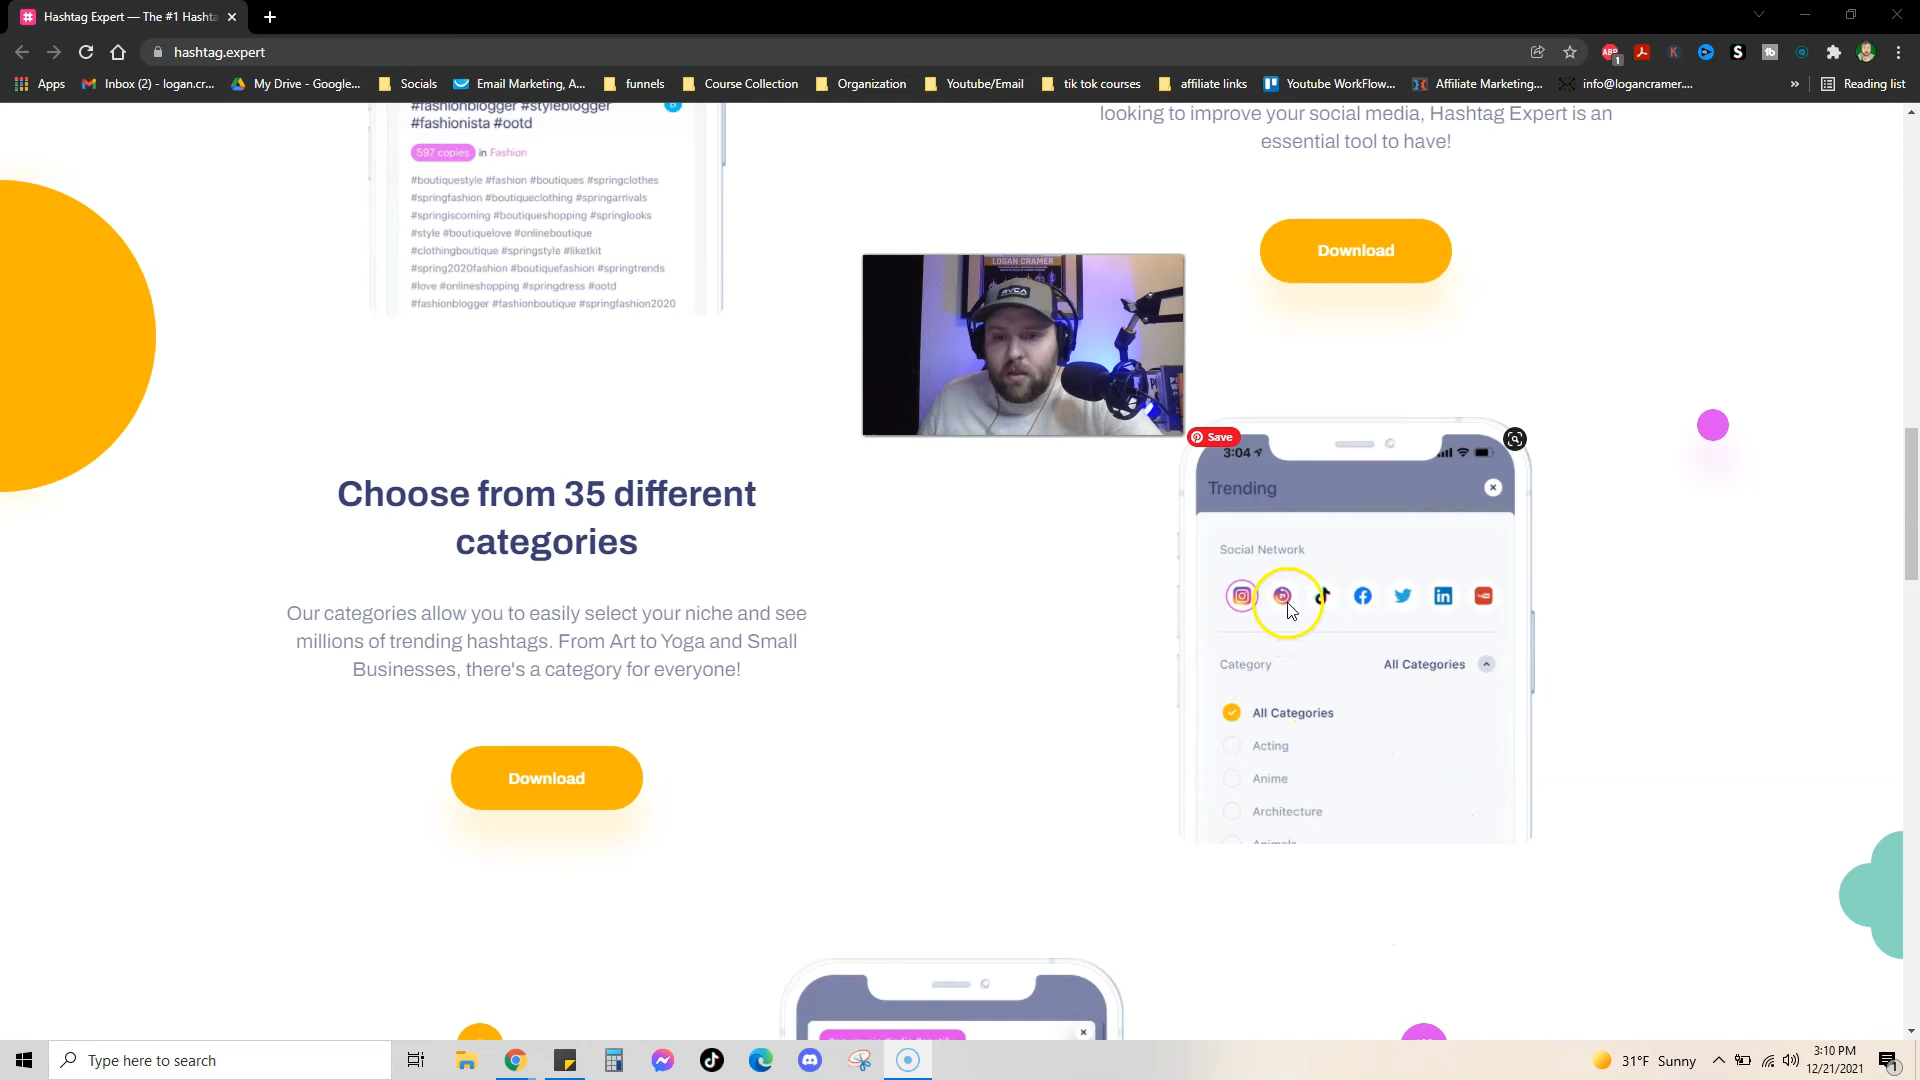 Hashtag Expert — The #1 Hashta
hashtag.expert
Apps
Inbox (2) - logan.cr...
My Drive - Google...
Socials
Email Marketing, A...
funnels
Course Collection
Organization
Youtube/Email
tik tok courses
affiliate links
Youtube WorkFlow...
Affiliate Marketing...
info@logancramer....
»
Reading list
#fashionblogger #styleblogger
#fashionista #ootd
597 copies in Fashion
#boutiquestyle #fashion #boutiques #springclothes
#springfashion #boutiqueclothing #springarrivals
#springiscoming #boutiqueshopping #springlooks
#style #boutiquelove #onlineboutique
#clothingboutique #springstyle #liketkit
#spring2020fashion #boutiquefashion #springtrends
#love #onlineshopping #springdress #ootd
#fashionblogger #fashionboutique #springfashion2020
looking to improve your social media, Hashtag Expert is an
essential tool to have!
Download
LOGAN CRAMER
RVCA
Choose from 35 different
categories
Our categories allow you to easily select your niche and see
millions of trending hashtags. From Art to Yoga and Small
Businesses, there's a category for everyone!
Download
Save
3:04
Trending
Social Network
Category
All Categories
All Categories
Acting
Anime
Architecture
Animals
Type here to search
31°F Sunny
3:10 PM
12/21/2021
1